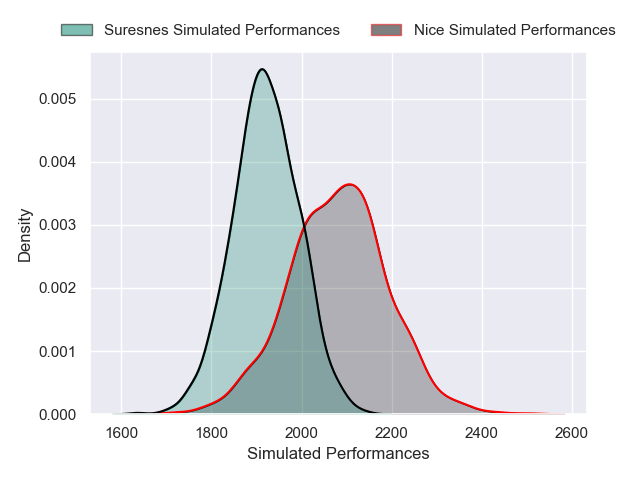 Suresnes Simulated Performances
Nice Simulated Performances
0.005
0.004
0.003
0.002
0.001
0.000
Density
1600 1800 2000 2200 2400 2600
Simulated Performances